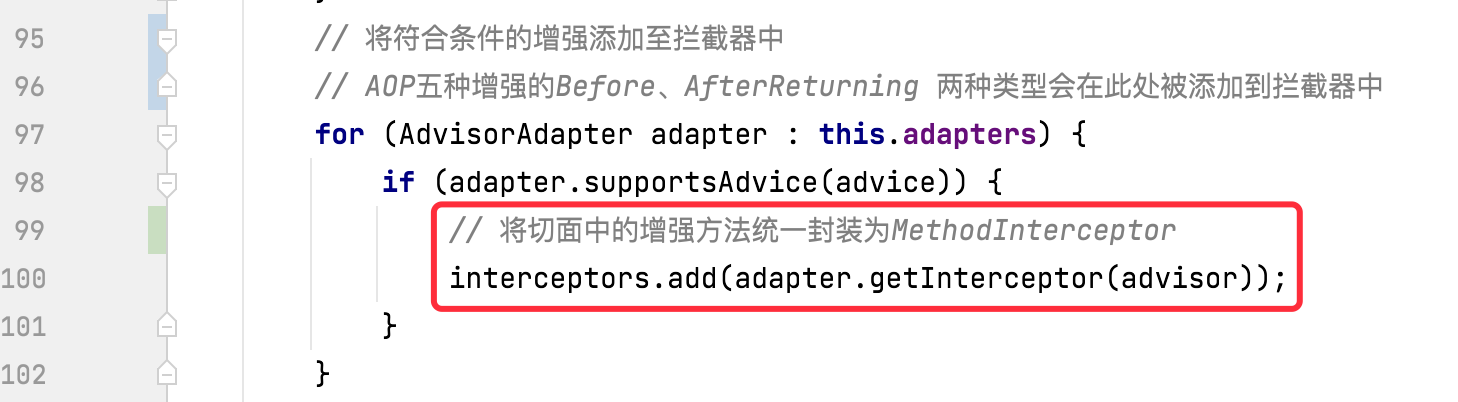 95 // 将符合条件的增强添加至拦截器中
96 // AOP五种增强的Before、AfterReturning 两种类型会在此处被添加到拦截器中
97 for (AdvisorAdapter adapter : this.adapters) {
98 if (adapter.supportsAdvice(advice)) {
99 // 将切面中的增强方法统一封装为MethodInterceptor
100 interceptors.add(adapter.getInterceptor(advisor));
101 }
102 }